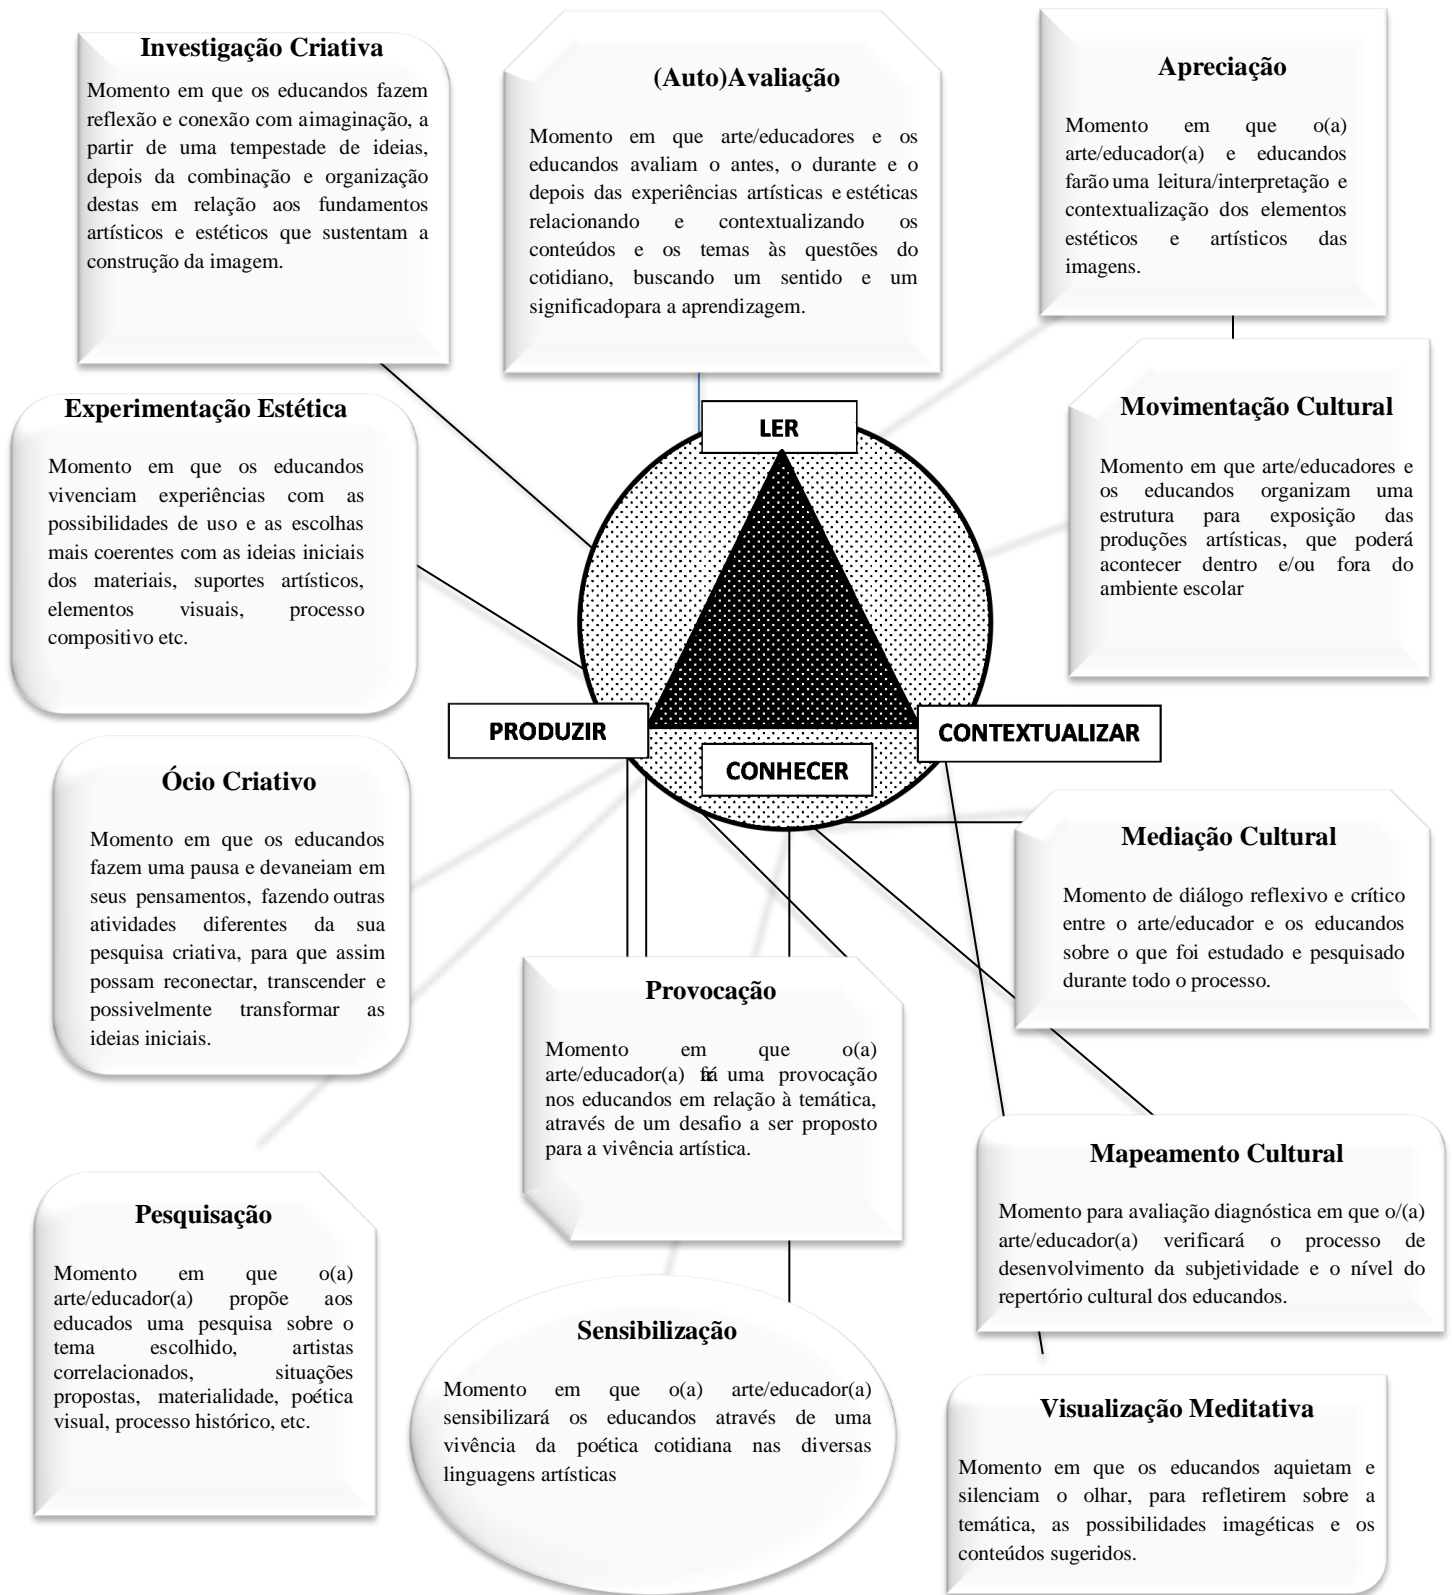 Investigação Criativa
Momento em que os educandos fazem
reflexão e conexão com aimaginação, a
partir de uma tempestade de ideias,
depois da combinação e organização
destas em relação aos fundamentos
artísticos e estéticos que sustentam a
construção da imagem.
(Auto)Avaliação
Momento em que arte/educadores e os
educandos avaliam o antes, o durante e o
depois das experiências artísticas e estéticas
relacionando e contextualizando os
conteúdos e os temas às questões do
cotidiano, buscando um sentido e um
significadopara a aprendizagem.
Apreciação
Momento em que o(a)
arte/educador(a) e educandos
farão uma leitura/interpretação e
contextualização dos elementos
estéticos e artísticos das
imagens.
Experimentação Estética
Momento em que os educandos
vivenciam experiências com as
possibilidades de uso e as escolhas
mais coerentes com as ideias iniciais
dos materiais, suportes artísticos,
elementos visuais, processo
compositivo etc.
LER
Movimentação Cultural
Momento em que arte/educadores e
os educandos organizam uma
estrutura para exposição das
produções artísticas, que poderá
acontecer dentro e/ou fora do
ambiente escolar
PRODUZIR
CONHECER
CONTEXTUALIZAR
Ócio Criativo
Momento em que os educandos
fazem uma pausa e devaneiam em
seus pensamentos, fazendo outras
atividades diferentes da sua
pesquisa criativa, para que assim
possam reconectar, transcender e
possivelmente transformar as
ideias iniciais.
Mediação Cultural
Momento de diálogo reflexivo e crítico
entre o arte/educador e os educandos
sobre o que foi estudado e pesquisado
durante todo o processo.
Provocação
Momento em que o(a)
arte/educador(a) uma provocação
nos educandos em relação à temática,
através de um desafio a ser proposto
para a vivência artística.
Mapeamento Cultural
Momento para avaliação diagnóstica em que o/(a)
arte/educador(a) verificará o processo de
desenvolvimento da subjetividade e o nível do
repertório cultural dos educandos.
Pesquisação
Momento em que o(a)
arte/educador(a) propõe aos
educados uma pesquisa sobre o
tema escolhido, artistas
correlacionados, situações
propostas, materialidade, poética
visual, processo histórico, etc.
Sensibilização
Momento em que o(a) arte/educador(a)
sensibilizará os educandos através de uma
vivência da poética cotidiana nas diversas
linguagens artísticas
Visualização Meditativa
Momento em que os educandos aquietam e
silenciam o olhar, para refletirem sobre a
temática, as possibilidades imagéticas e os
conteúdos sugeridos.